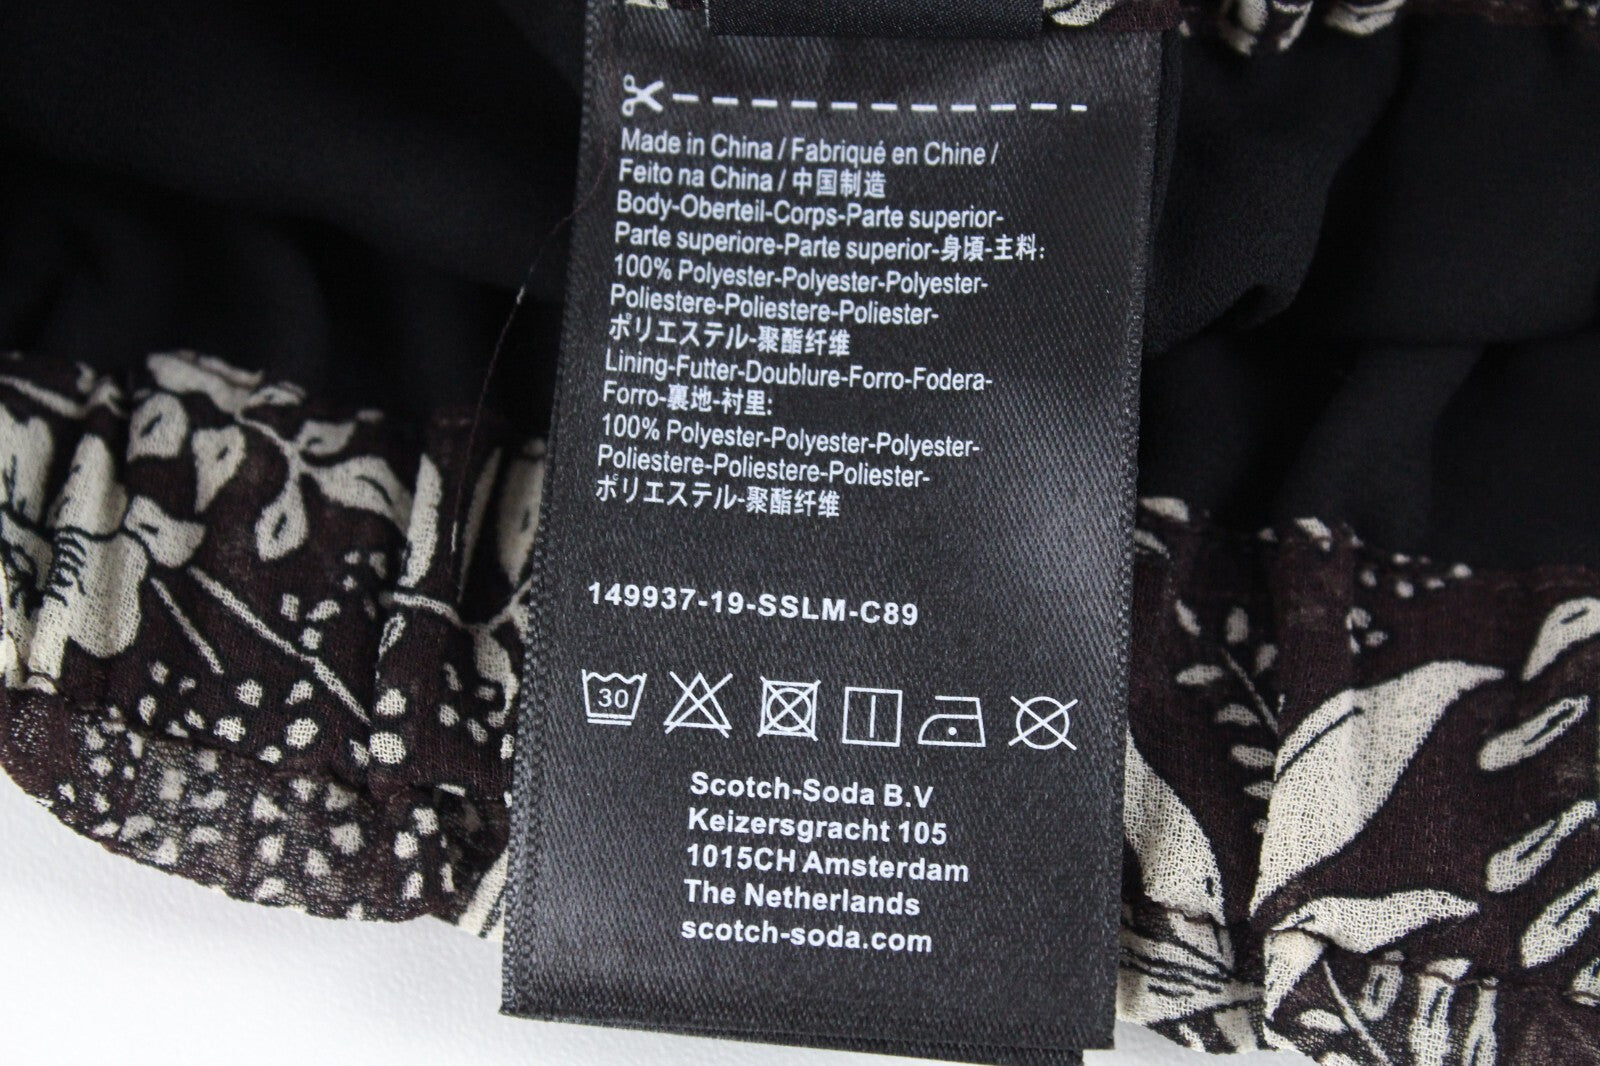 Made in China / Fabriqué en Chine /
Feito na China / 中国制造
Body-Oberteil-Corps-Parte superior-
Parte superiore-Parte superior-身頃-主料:
100% Polyester-Polyester-Polyester-
Poliestere-Poliestere-Poliester-
ポリエステル-聚酯纤维
Lining-Futter-Doublure-Forro-Fodera-
Forro-裏地-衬里:
100% Polyester-Polyester-Polyester-
Poliestere-Poliestere-Poliester-
ポリエステル-聚酯纤维
149937-19-SSLM-C89
30
Scotch-Soda B.V
Keizersgracht 105
1015CH Amsterdam
The Netherlands
scotch-soda.com